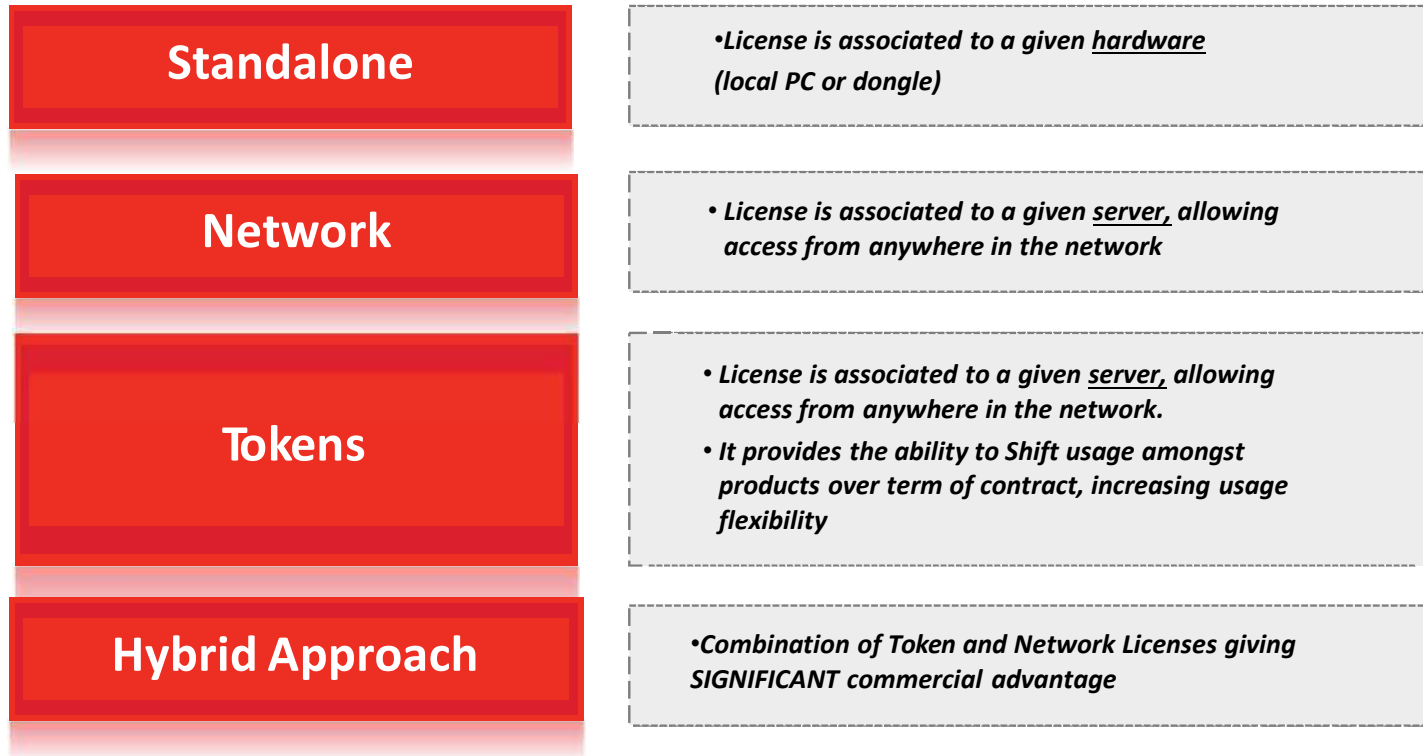 Standalone
•License is associated to a given hardware
(local PC or dongle)
Network
• License is associated to a given server, allowing
access from anywhere in the network
Tokens
• License is associated to a given server, allowing
access from anywhere in the network.
• It provides the ability to Shift usage amongst
products over term of contract, increasing usage
flexibility
Hybrid Approach
•Combination of Token and Network Licenses giving
SIGNIFICANT commercial advantage